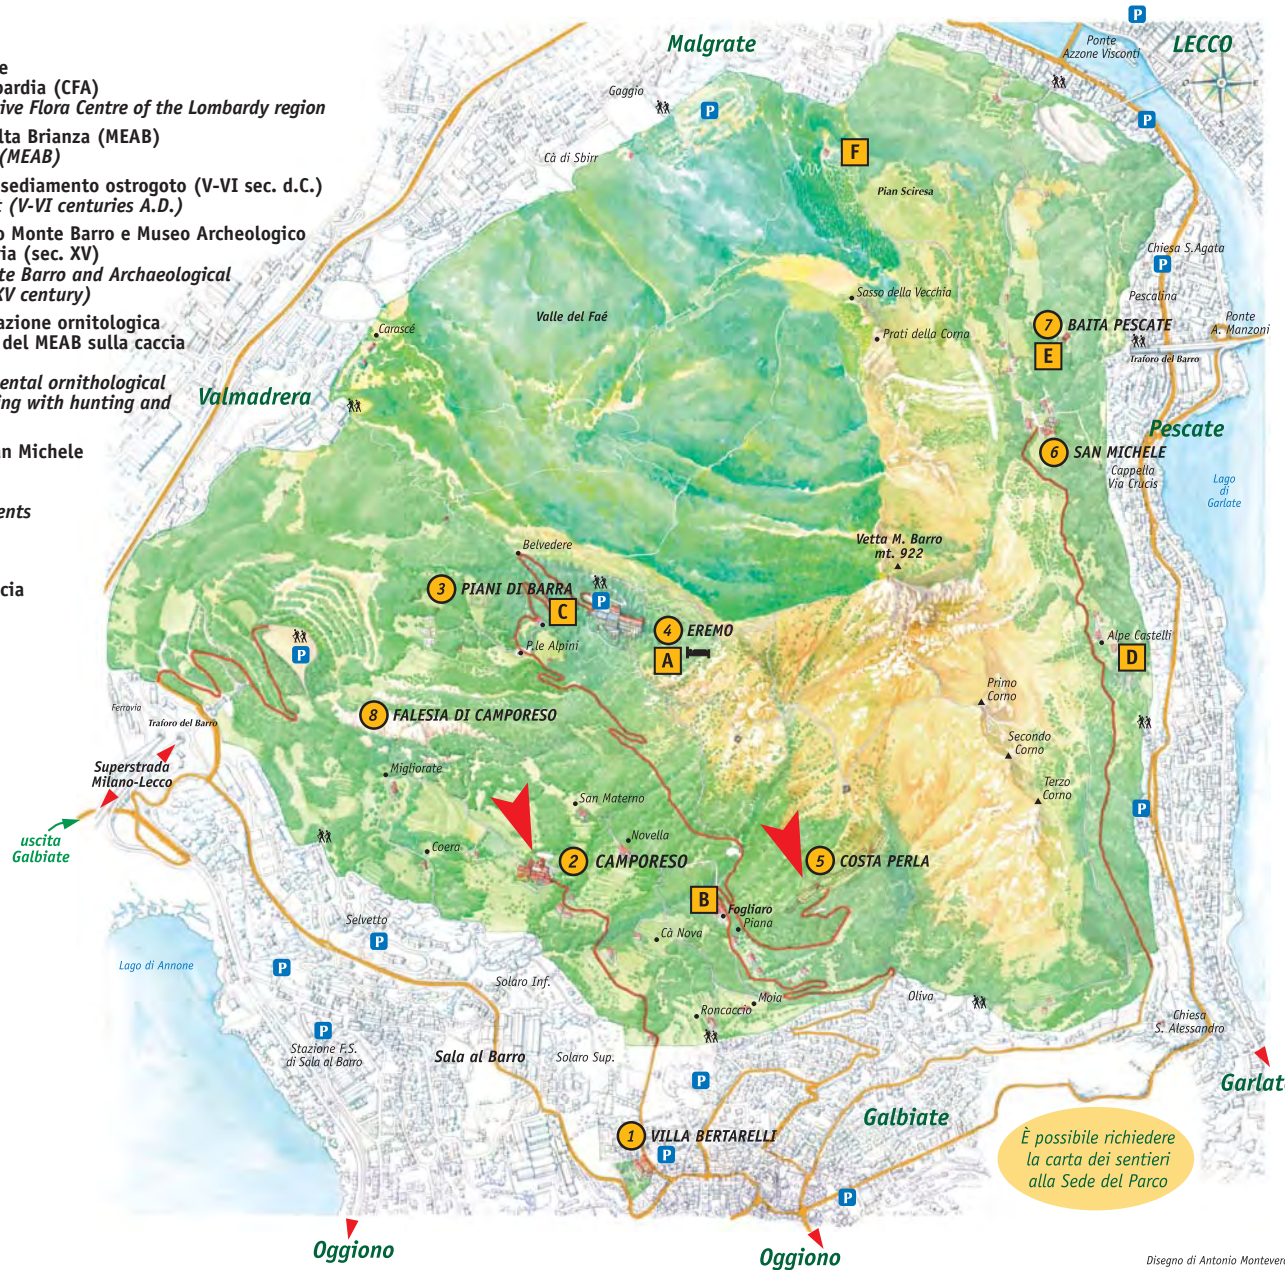 bardia (CFA)
ive Flora Centre of the Lombardy region
lta Brianza (MEAB)
(MEAB)
sediamento ostrogoto (V-VI sec. d.C.)
(V-VI centuries A.D.)
o Monte Barro e Museo Archeologico
ria (sec. XV)
te Barro and Archaeological
XV century)
azione ornitologica
del MEAB sulla caccia
ental ornithological
ing with hunting and
an Michele
ents
cia
Malgrate
LECCO
Ponte
Azzone Visconti
P
P
Gaggio
P
Cà di Sbirr
F
Pian Sciresa
Chiesa S.Agata
P
Pescalina
Ponte
A. Manzoni
Sasso della Vecchia
Valle del Faé
7 BAITA PESCATE
Prati della Corna
E
Traforo del Barro
Carascé
Valmadrera
Pescate
6 SAN MICHELE
Cappella
Via Crucis
Lago
di
Garlate
Vetta M. Barro
mt. 922
Belvedere
3 PIANI DI BARRA
P
C
4 EREMO
A
P.le Alpini
Alpe Castelli
D
P
Primo
Corno
Secondo
Corno
Terzo
Corno
Ferrovia
Traforo del Barro
8 FALESIA DI CAMPORESO
Superstrada
Milano-Lecco
Migliorate
uscita
Galbiate
San Materno
P
Novella
Coera
2 CAMPORESO
5 COSTA PERLA
B
Fogliaro
Piana
Cà Nova
Selvetto
P
Lago di Annone
P
Solaro Inf.
Moia
Oliva
Roncaccio
Chiesa
S. Alessandro
P
Stazione F.S.
di Sala al Barro
Sala al Barro
Solaro Sup.
P
Garlat
Galbiate
1 VILLA BERTARELLI
P
È possibile richiedere
la carta dei sentieri
alla Sede del Parco
P
Oggiono
Oggiono
Disegno di Antonio Montever